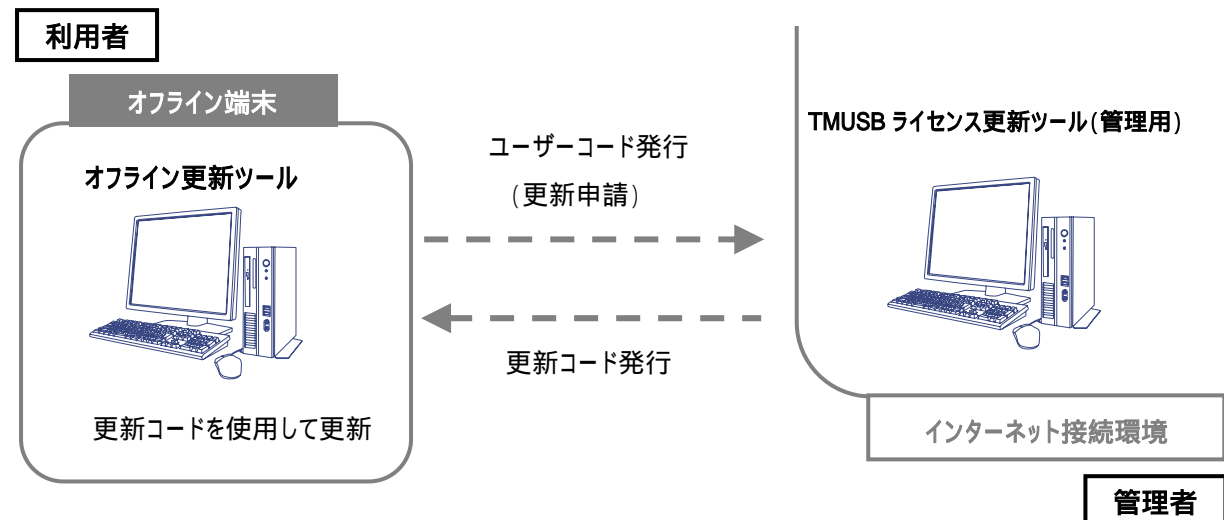 利用者
オフライン端末
オフライン更新ツール
更新コードを使用して更新
ユーザーコード発行
(更新申請)
更新コード発行
TMUSB ライセンス更新ツール(管理用)
インターネット接続環境
管理者